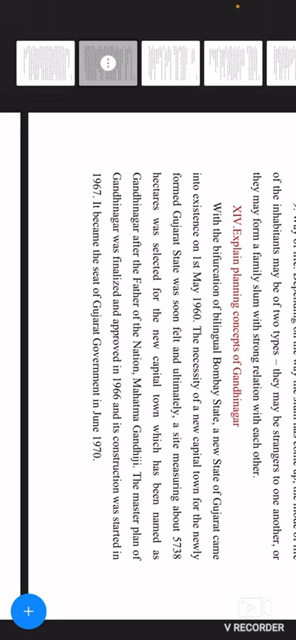 of the inhabitants may be of two types – they may be strangers to one another, or
they may form a family slum with strong relation with each other.
XIV.Explain planning concepts of Gandhinagar
With the bifurcation of bilingual Bombay State, a new State of Gujarat came
into existence on 1st May 1960. The necessity of a new capital town for the newly
formed Gujarat State was soon felt and ultimately, a site measuring about 5738
hectares was selected for the new capital town which has been named as
Gandhinagar after the Father of the Nation, Mahatma Gandhiji. The master plan of
Gandhinagar was finalized and approved in 1966 and its construction was started in
1967. It became the seat of Gujarat Government in June 1970.
V RECORDER